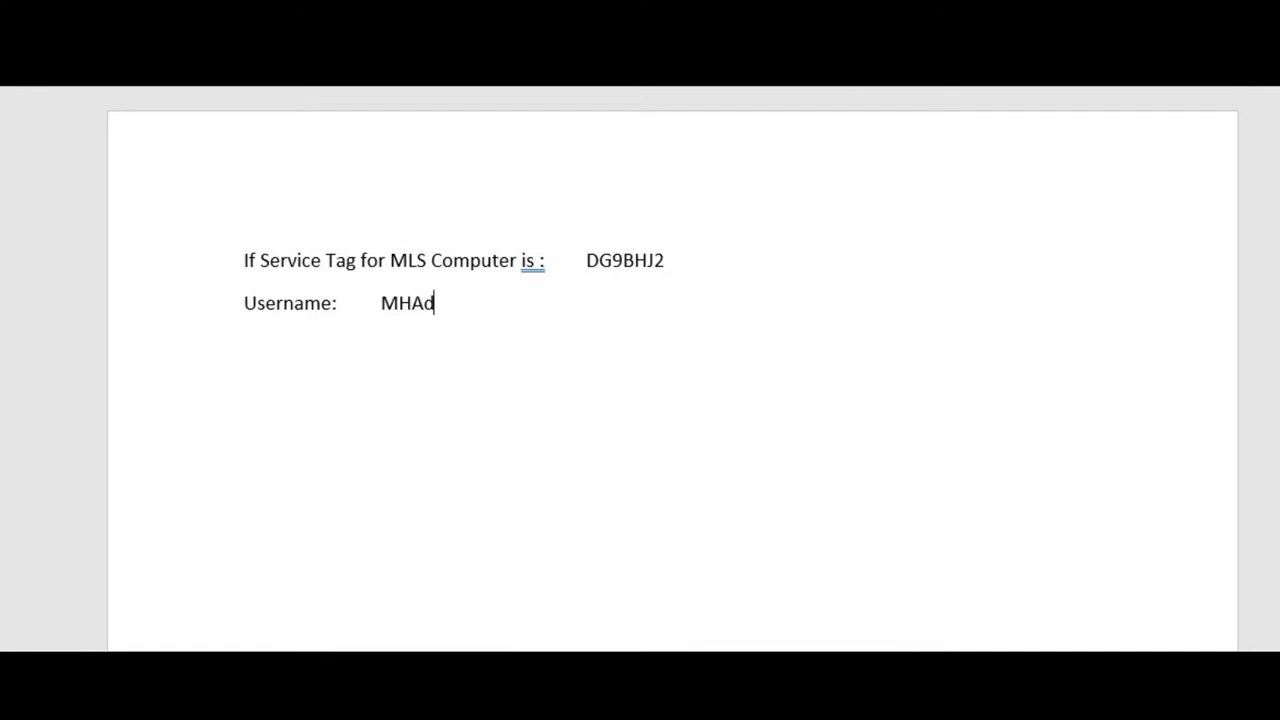 If Service Tag for MLS Computer is : DG9BHJ2
Username: MHAd